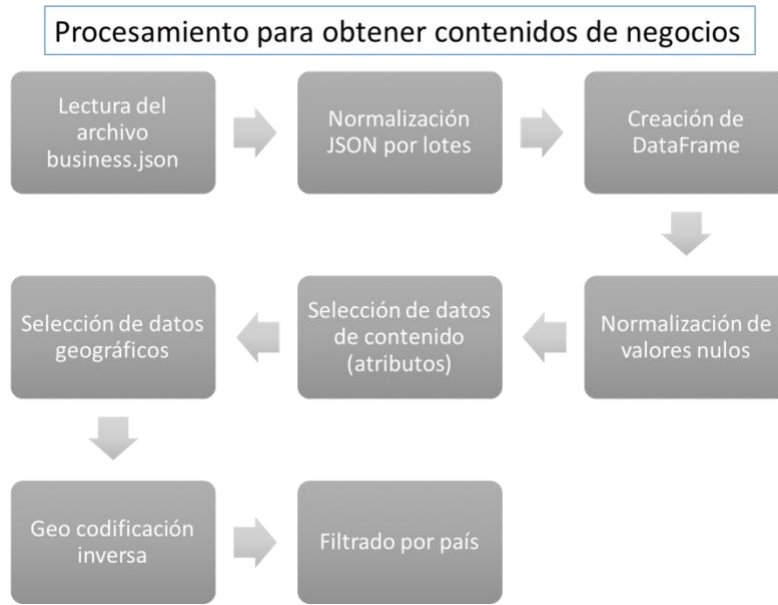 Procesamiento para obtener contenidos de negocios
Lectura del
archivo
business.json
Normalización
JSON por lotes
Creación de
DataFrame
Normalización de
valores nulos
Selección de datos
de contenido
(atributos)
Selección de datos
geográficos
Geo codificación
inversa
Filtrado por país